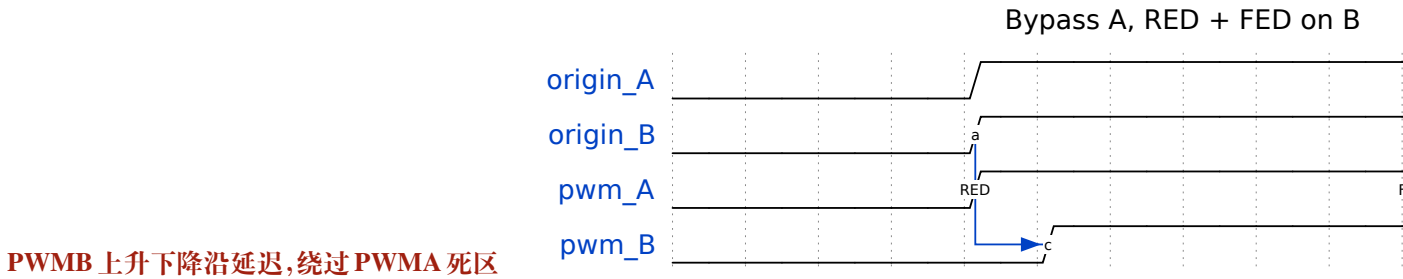 Bypass A, RED + FED on B
origin_A
origin_B
a
pwm_A
RED
pwm_B
c
PWMB 上升下降沿延迟,绕过 PWMA 死区